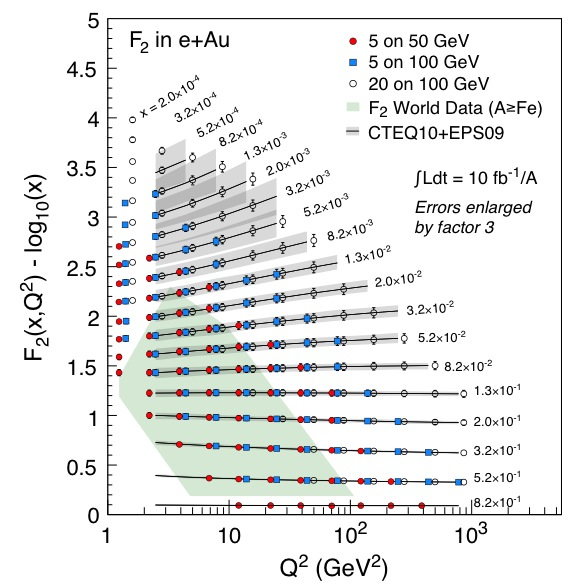 F₂ in e+Au
5 on 50 GeV
5 on 100 GeV
20 on 100 GeV
F₂ World Data (A≥Fe)
CTEQ10+EPS09
∫Ldt = 10 fb⁻¹/A
Errors enlarged
by factor 3
x = 2.0×10⁻⁴
3.2×10⁻⁴
5.2×10⁻⁴
8.2×10⁻⁴
1.3×10⁻³
2.0×10⁻³
3.2×10⁻³
5.2×10⁻³
8.2×10⁻³
1.3×10⁻²
2.0×10⁻²
3.2×10⁻²
5.2×10⁻²
8.2×10⁻²
1.3×10⁻¹
2.0×10⁻¹
3.2×10⁻¹
5.2×10⁻¹
8.2×10⁻¹
F₂(x,Q²) - log₁₀(x)
5
4.5
4
3.5
3
2.5
2
1.5
1
0.5
0
1
10
10²
10³
Q² (GeV²)